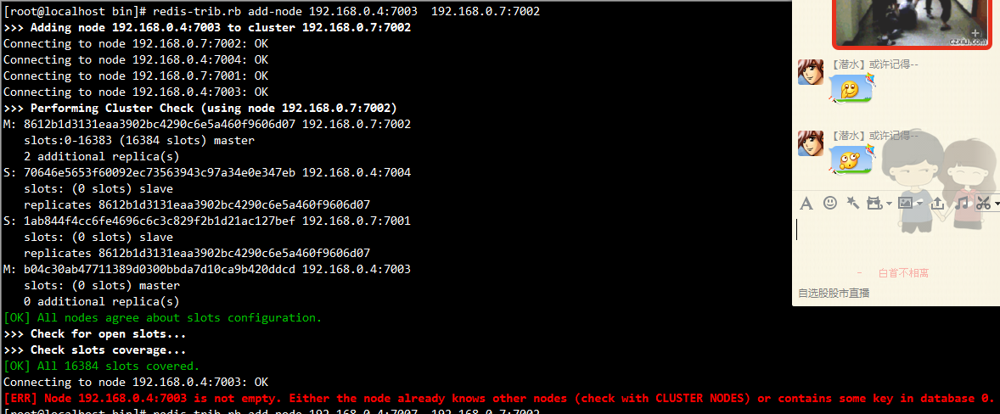 [root@localhost bin]# redis-trib.rb add-node 192.168.0.4:7003  192.168.0.7:7002
>>> Adding node 192.168.0.4:7003 to cluster 192.168.0.7:7002
Connecting to node 192.168.0.7:7002: OK
Connecting to node 192.168.0.4:7004: OK
Connecting to node 192.168.0.7:7001: OK
Connecting to node 192.168.0.4:7003: OK
>>> Performing Cluster Check (using node 192.168.0.7:7002)
M: 8612b1d3131eaa3902bc4290c6e5a460f9606d07 192.168.0.7:7002
   slots:0-16383 (16384 slots) master
   2 additional replica(s)
S: 70646e5653f60092ec73563943c97a34e0e347eb 192.168.0.4:7004
   slots: (0 slots) slave
   replicates 8612b1d3131eaa3902bc4290c6e5a460f9606d07
S: 1ab844f4cc6fe4696c6c3c829f2b1d21ac127bef 192.168.0.7:7001
   slots: (0 slots) slave
   replicates 8612b1d3131eaa3902bc4290c6e5a460f9606d07
M: b04c30ab47711389d0300bbda7d10ca9b420ddcd 192.168.0.4:7003
   slots: (0 slots) master
   0 additional replica(s)
[OK] All nodes agree about slots configuration.
>>> Check for open slots...
>>> Check slots coverage...
[OK] All 16384 slots covered.
Connecting to node 192.168.0.4:7003: OK
[ERR] Node 192.168.0.4:7003 is not empty. Either the node already knows other nodes (check with CLUSTER NODES) or contains some key in database 0.
[root@localhost bin]# redis-trib.rb add-node 192.168.0.4:7007  192.168.0.7:7002
czxiu.com
【潜水】或许记得--
【潜水】或许记得--
- 白首不相离
自选股股市直播